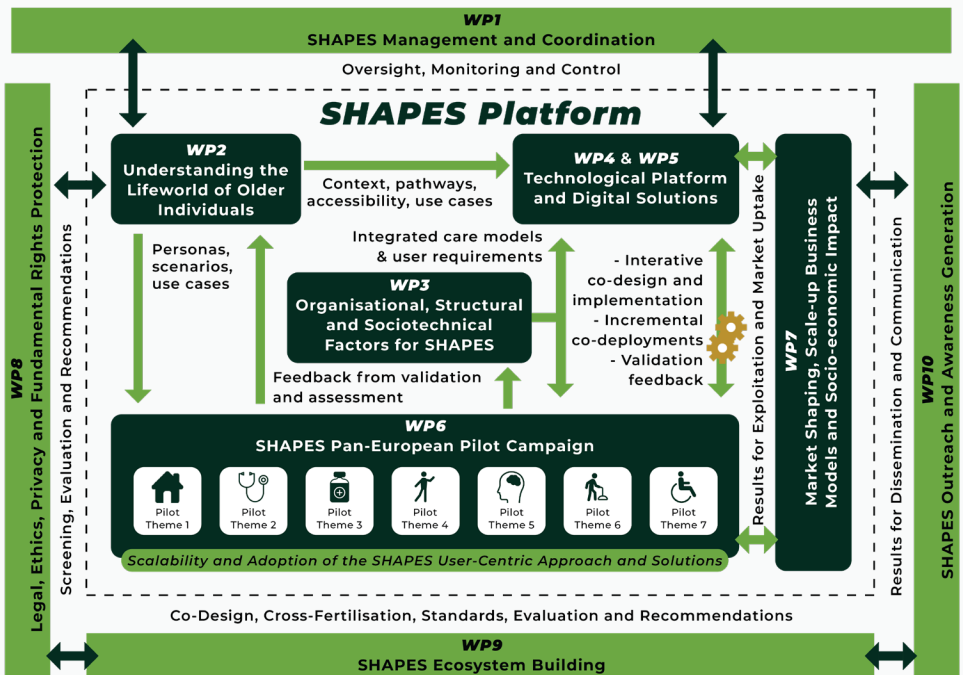 WP1
SHAPES Management and Coordination
Oversight, Monitoring and Control
SHAPES Platform
WP2
Understanding the
Lifeworld of Older
Individuals
Context, pathways,
accessibility, use cases
WP4 & WP5
Technological Platform
and Digital Solutions
Personas,
scenarios,
use cases
Integrated care models
& user requirements
WP3
Organisational, Structural
and Sociotechnical
Factors for SHAPES
- Interative
co-design and
implementation
- Incremental
co-deployments
- Validation
feedback
Feedback from validation
and assessment
WP6
SHAPES Pan-European Pilot Campaign
Pilot
Theme 1
Pilot
Theme 2
Pilot
Theme 3
Pilot
Theme 4
Pilot
Theme 5
Pilot
Theme 6
Pilot
Theme 7
Scalability and Adoption of the SHAPES User-Centric Approach and Solutions
Results for Exploitation and Market Uptake
WP7
Market Shaping, Scale-up Business
Models and Socio-economic Impact
WP8
Legal, Ethics, Privacy and Fundamental Rights Protection
Screening, Evaluation and Recommendations
Results for Dissemination and Communication
WP10
SHAPES Outreach and Awareness Generation
Co-Design, Cross-Fertilisation, Standards, Evaluation and Recommendations
WP9
SHAPES Ecosystem Building